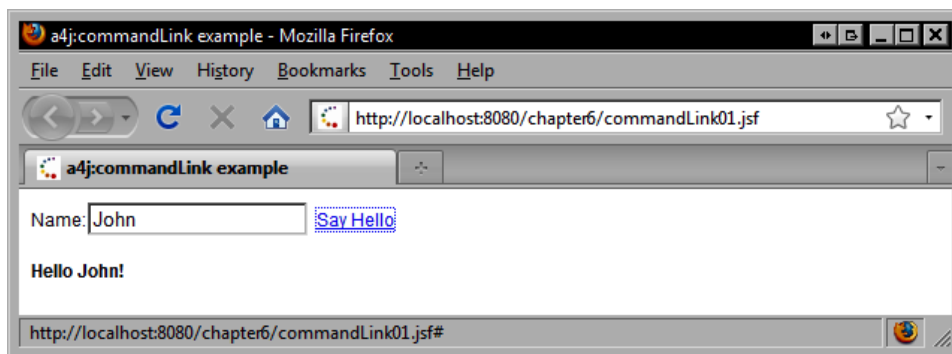 a4j:commandLink example - Mozilla Firefox
File Edit View History Bookmarks Tools Help
http://localhost:8080/chapter6/commandLink01.jsf
a4j:commandLink example
Name: John Say Hello
Hello John!
http://localhost:8080/chapter6/commandLink01.jsf#